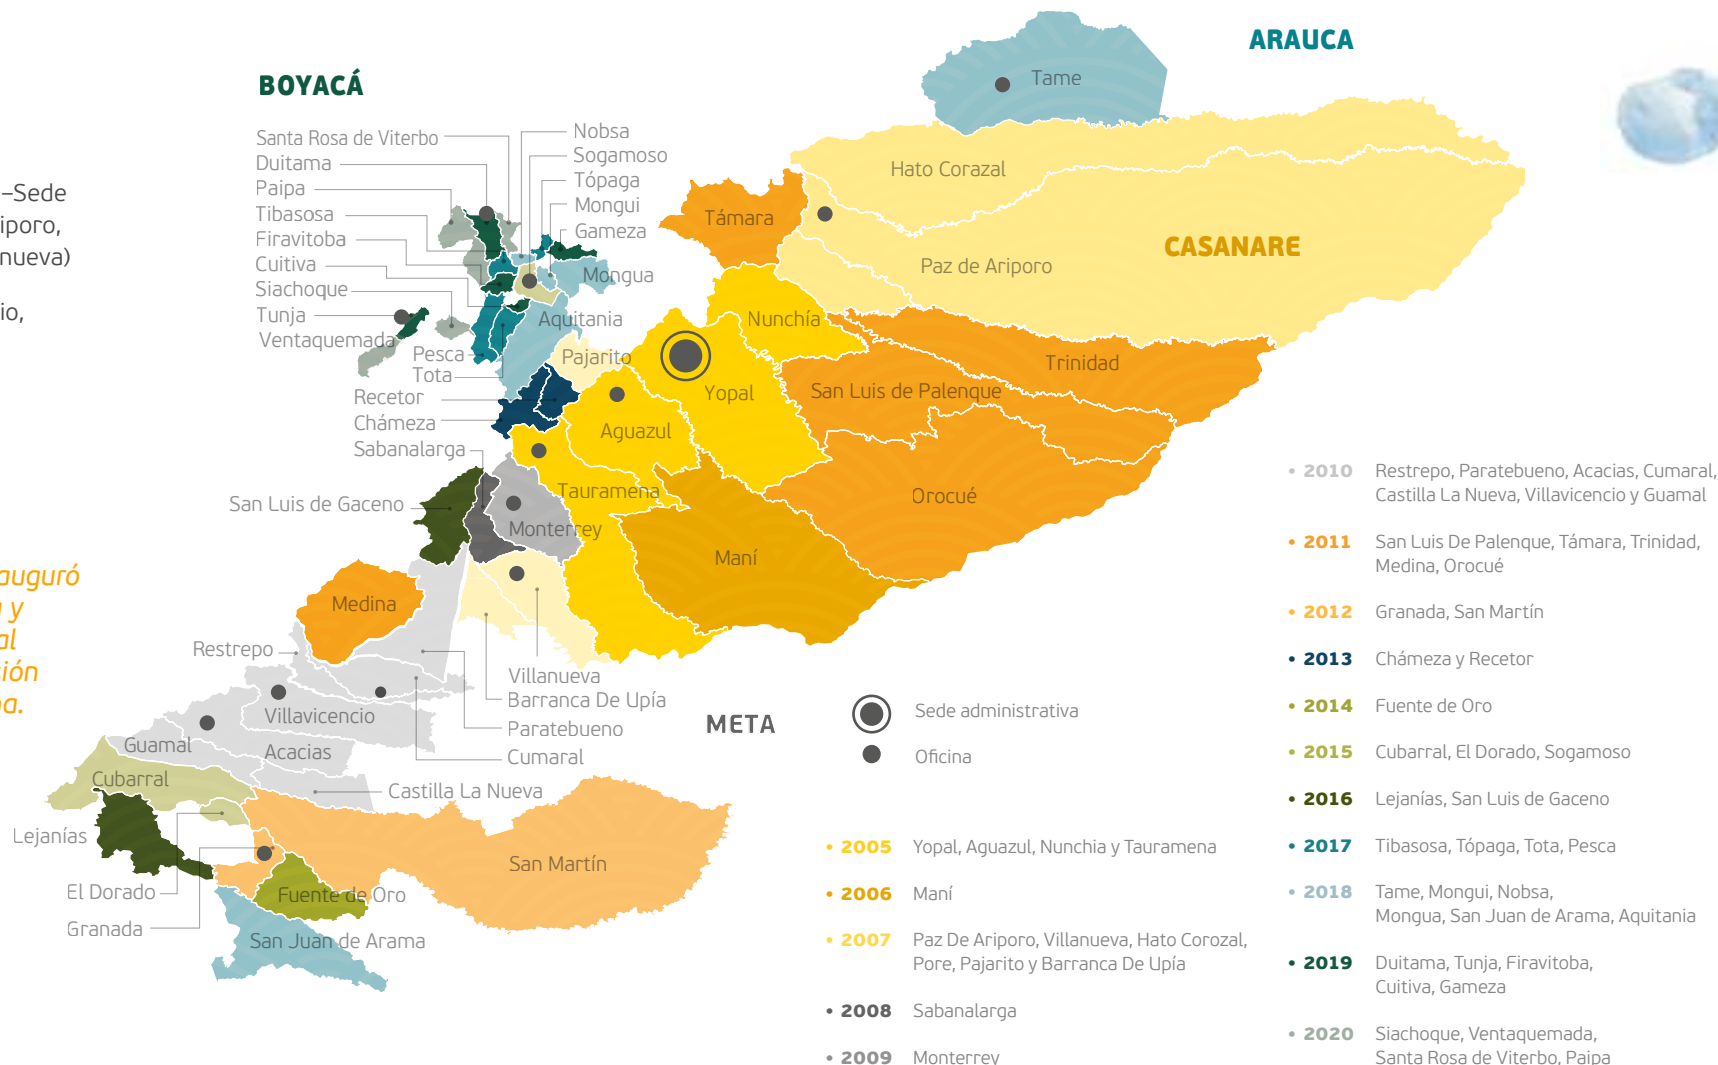 –Sede
iporo,
nueva)
io,
auguró
y
al
sión
a.
BOYACÁ
ARAUCA
Tame
Santa Rosa de Viterbo
Duitama
Paipa
Tibasosa
Firavitoba
Cuitiva
Siachoque
Tunja
Ventaquemada
Nobsa
Sogamoso
Tópaga
Mongui
Gameza
Mongua
Aquitania
Pajarito
Pesca
Tota
Recetor
Chámeza
Sabanalarga
San Luis de Gaceno
Hato Corazal
Támara
Paz de Ariporo
CASANARE
Nunchía
Trinidad
Yopal
San Luis de Palenque
Aguazul
Tauramena
Orocué
Monterrey
Maní
Medina
Restrepo
Villanueva
Barranca De Upía
Paratebueno
Cumaral
META
Villavicencio
Guamal
Acacias
Cubarral
Castilla La Nueva
Lejanías
San Martín
El Dorado
Fuente de Oro
Granada
San Juan de Arama
Sede administrativa
Oficina
• 2005 Yopal, Aguazul, Nunchia y Tauramena
• 2006 Maní
• 2007 Paz De Ariporo, Villanueva, Hato Corozal,
Pore, Pajarito y Barranca De Upía
• 2008 Sabanalarga
• 2009 Monterrey
• 2010 Restrepo, Paratebueno, Acacias, Cumaral,
Castilla La Nueva, Villavicencio y Guamal
• 2011 San Luis De Palenque, Támara, Trinidad,
Medina, Orocué
• 2012 Granada, San Martín
• 2013 Chámeza y Recetor
• 2014 Fuente de Oro
• 2015 Cubarral, El Dorado, Sogamoso
• 2016 Lejanías, San Luis de Gaceno
• 2017 Tibasosa, Tópaga, Tota, Pesca
• 2018 Tame, Mongui, Nobsa,
Mongua, San Juan de Arama, Aquitania
• 2019 Duitama, Tunja, Firavitoba,
Cuitiva, Gameza
• 2020 Siachoque, Ventaquemada,
Santa Rosa de Viterbo, Paipa